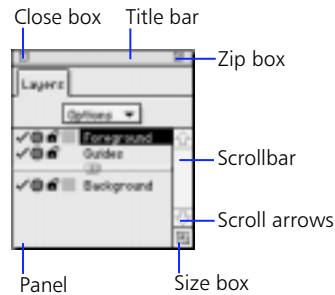 Close box
Title bar
Zip box
Layers
Options
Foreground
Guides
Scrollbar
Background
Scroll arrows
Panel
Size box